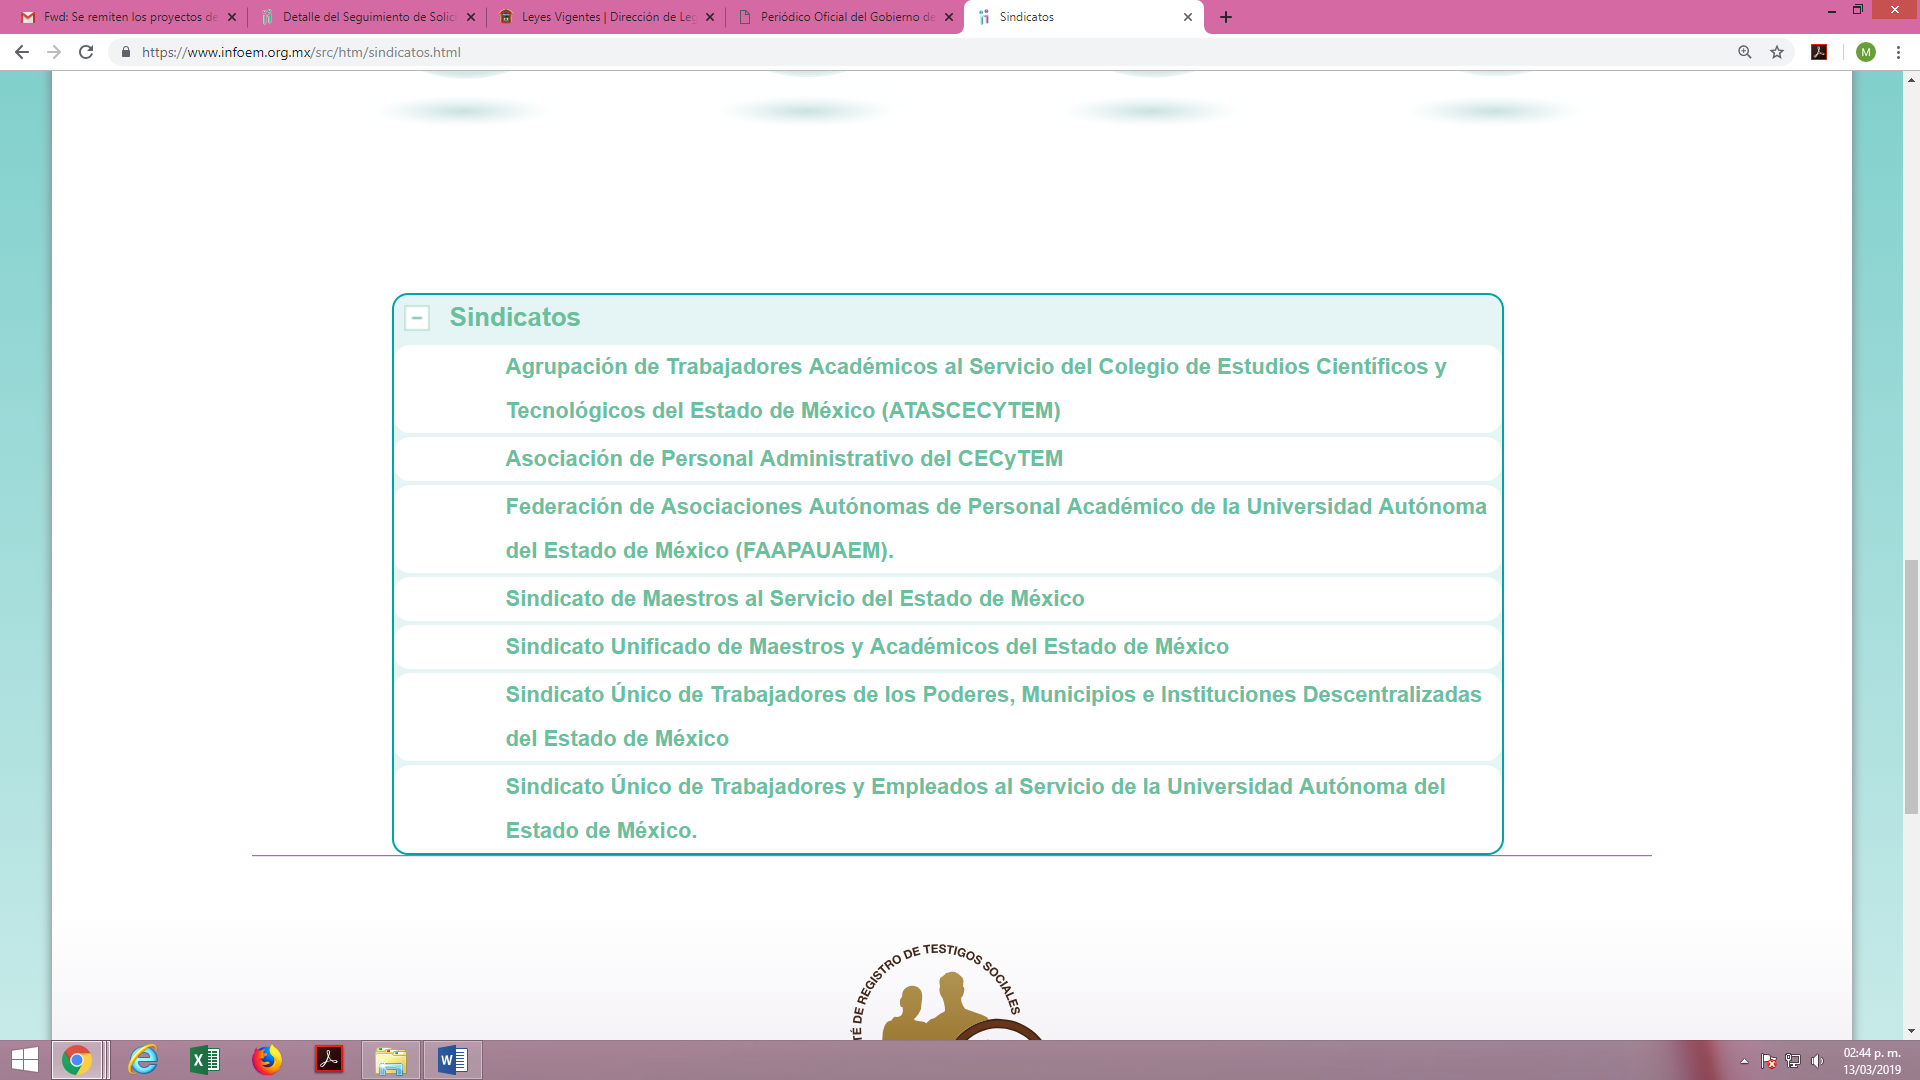 Fwd: Se remiten los proyectos de
Detalle del Seguimiento de Solici
Leyes Vigentes | Dirección de Leg
Periódico Oficial del Gobierno de
Sindicatos
https://www.infoem.org.mx/src/htm/sindicatos.html
M
Sindicatos
Agrupación de Trabajadores Académicos al Servicio del Colegio de Estudios Científicos y
Tecnológicos del Estado de México (ATASCECYTEM)
Asociación de Personal Administrativo del CECyTEM
Federación de Asociaciones Autónomas de Personal Académico de la Universidad Autónoma
del Estado de México (FAAPAUAEM).
Sindicato de Maestros al Servicio del Estado de México
Sindicato Unificado de Maestros y Académicos del Estado de México
Sindicato Único de Trabajadores de los Poderes, Municipios e Instituciones Descentralizadas
del Estado de México
Sindicato Único de Trabajadores y Empleados al Servicio de la Universidad Autónoma del
Estado de México.
TÉ DE REGISTRO DE TESTIGOS SOCIALES
02:44 p. m.
13/03/2019